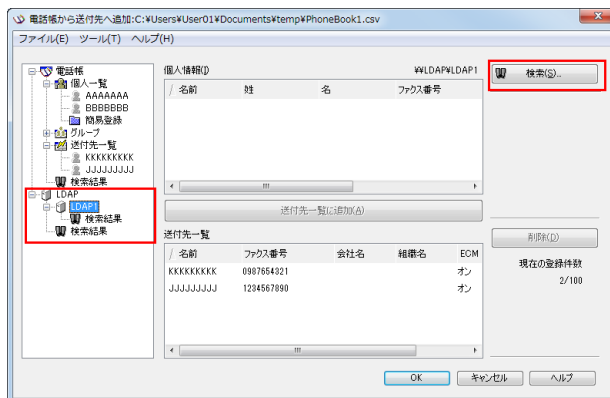 電話帳から送付先へ追加:C:¥Users¥User01¥Documents¥temp¥PhoneBook1.csv
ファイル(F) ツール(T) ヘルプ(H)
電話帳
個人一覧
AAAAAAA
BBBBBBB
簡易登録
グループ
送付先一覧
KKKKKKKKK
JJJJJJJJJ
検索結果
LDAP
LDAP1
検索結果
検索結果
個人情報(I) ¥¥LDAP¥LDAP1
/ 名前 姓 名 ファクス番号
送付先一覧に追加(A)
送付先一覧
/ 名前 ファクス番号 会社名 組織名 ECM
KKKKKKKKK 0987654321 オン
JJJJJJJJJ 1234567890 オン
検索(S)...
削除(D)
現在の登録件数
2/100
OK キャンセル ヘルプ